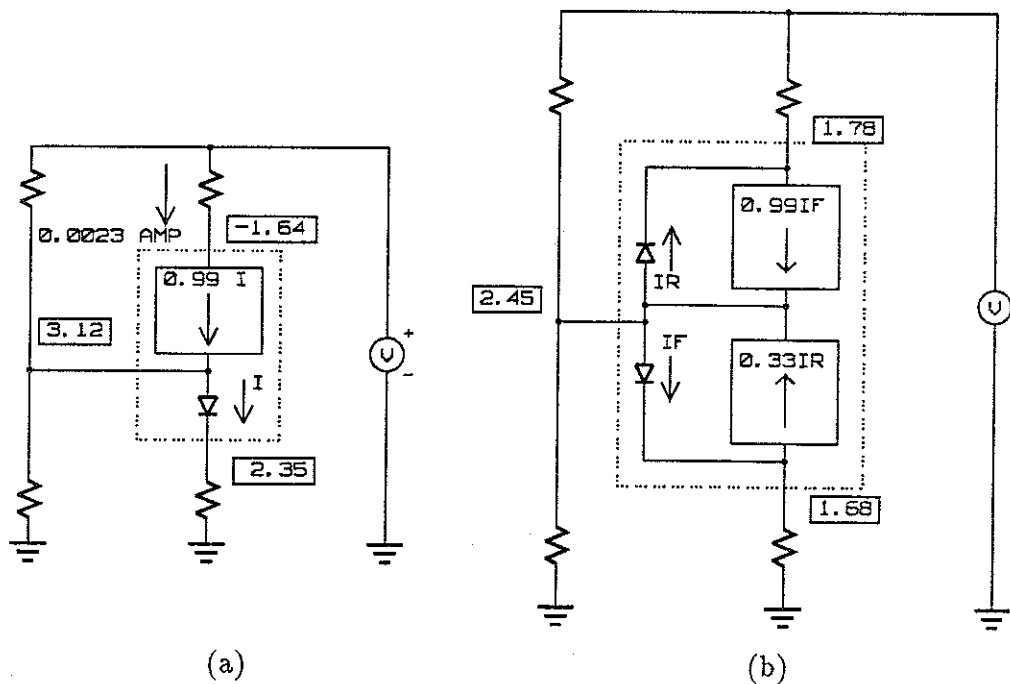 0.0023 AMP
-1.64
0.99 I
3.12
I
V
+
-
2.35
(a)
1.78
0.99IF
IR
2.45
IF
0.33IR
V
1.68
(b)